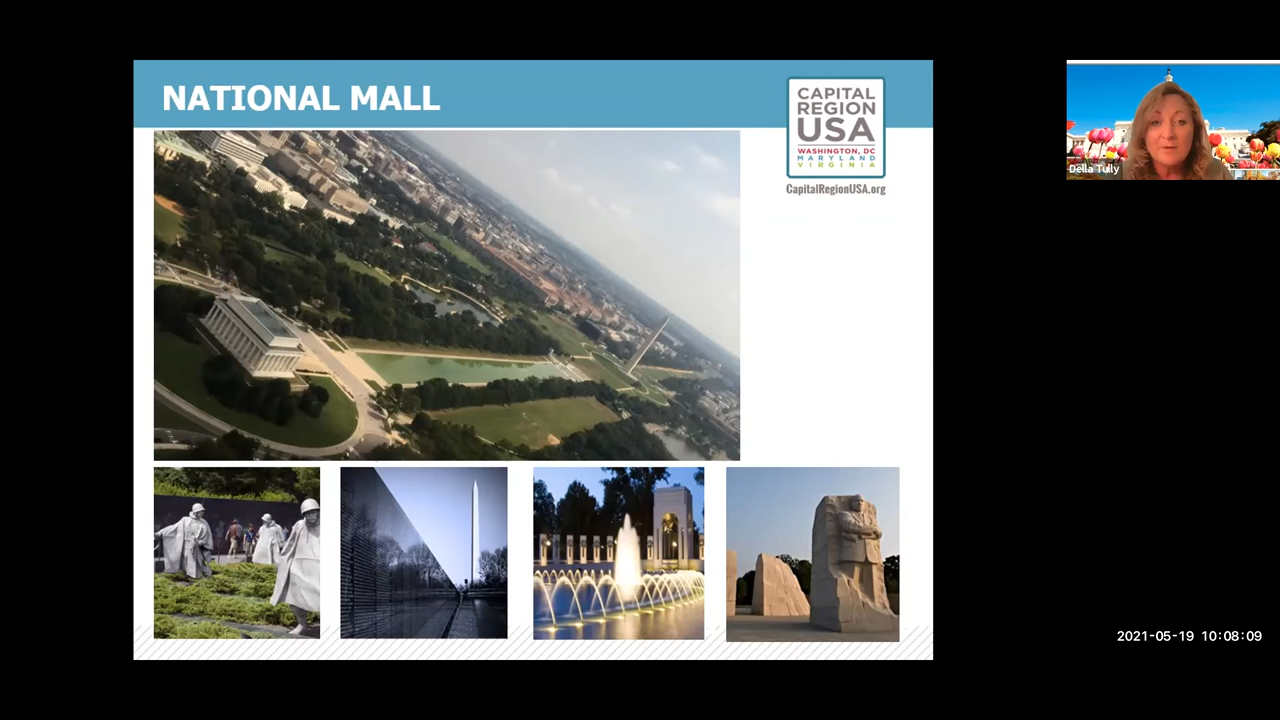 NATIONAL MALL
CAPITAL
REGION
USA
WASHINGTON, DC
MARYLAND
VIRGINIA
CapitalRegionUSA.org
Della Tully
2021-05-19 10:08:09